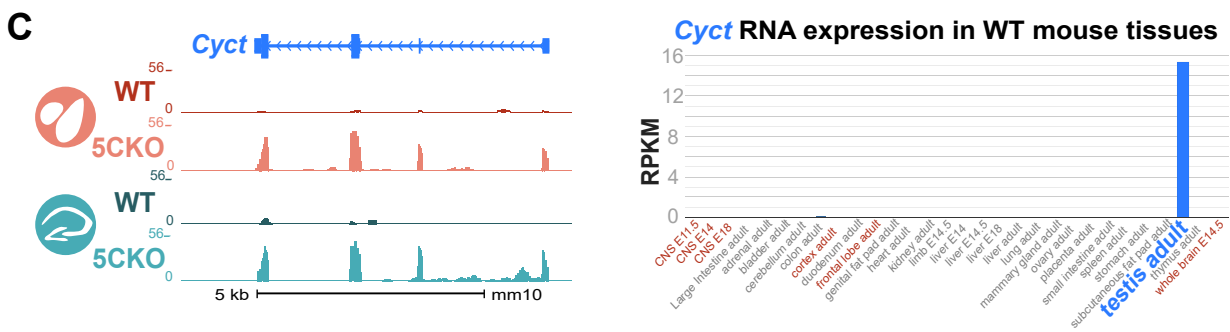 C
Cyct
56
WT
0
56
5CKO
0
56
WT
0
56
5CKO
0
5 kb
mm10
Cyct RNA expression in WT mouse tissues
RPKM
16
12
8
4
0
CNS E11.5
CNS E14
CNS E18
Large Intestine adult
adrenal adult
bladder adult
cerebellum adult
colon adult
cortex adult
duodenum adult
frontal lobe adult
genital fat pad adult
heart adult
kidney adult
limb E14.5
liver E14
liver E14.5
liver E18
liver adult
lung adult
mammary gland adult
ovary adult
placenta adult
small intestine adult
spleen adult
stomach adult
subcutaneous fat pad adult
testis adult
thymus adult
whole brain E14.5